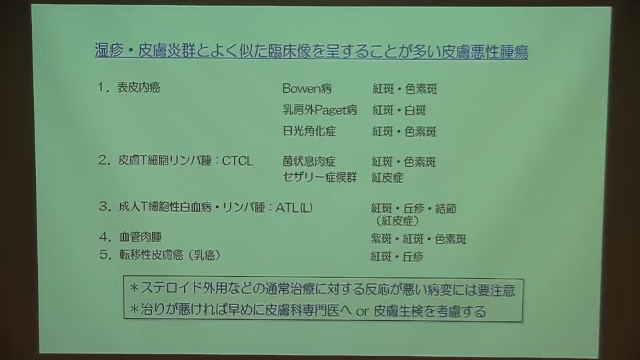 湿疹・皮膚炎群とよく似た臨床像を呈することが多い皮膚悪性腫瘍
1．表皮内癌 Bowen病 紅斑・色素斑
乳房外Paget病 紅斑・白斑
日光角化症 紅斑・色素斑
2．皮膚T細胞リンパ腫：CTCL 菌状息肉症 紅斑・色素斑
セザリー症候群 紅皮症
3．成人T細胞性白血病・リンパ腫：ATL(L) 紅斑・丘疹・結節
（紅皮症）
4．血管肉腫 紫斑・紅斑・色素斑
5．転移性皮膚癌（乳癌） 紅斑・丘疹
＊ステロイド外用などの通常治療に対する反応が悪い病変には要注意
＊治りが悪ければ早めに皮膚科専門医へ or 皮膚生検を考慮する